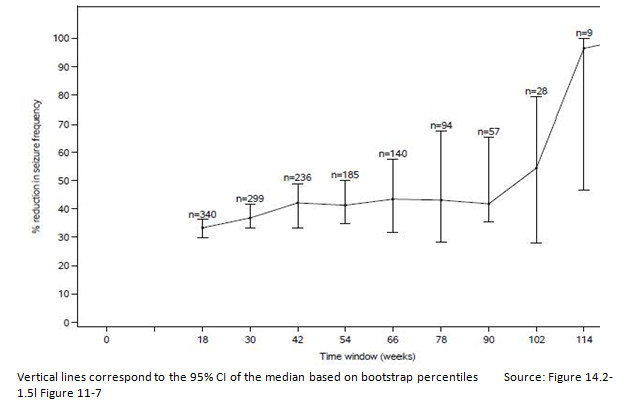 % reduction in seizure frequency
100
90
80
70
60
50
40
30
20
10
0
n=340
n=299
n=236
n=185
n=140
n=94
n=57
n=28
n=9
0 18 30 42 54 66 78 90 102 114
Time window (weeks)
Vertical lines correspond to the 95% CI of the median based on bootstrap percentiles Source: Figure 14.2-
1.5l Figure 11-7